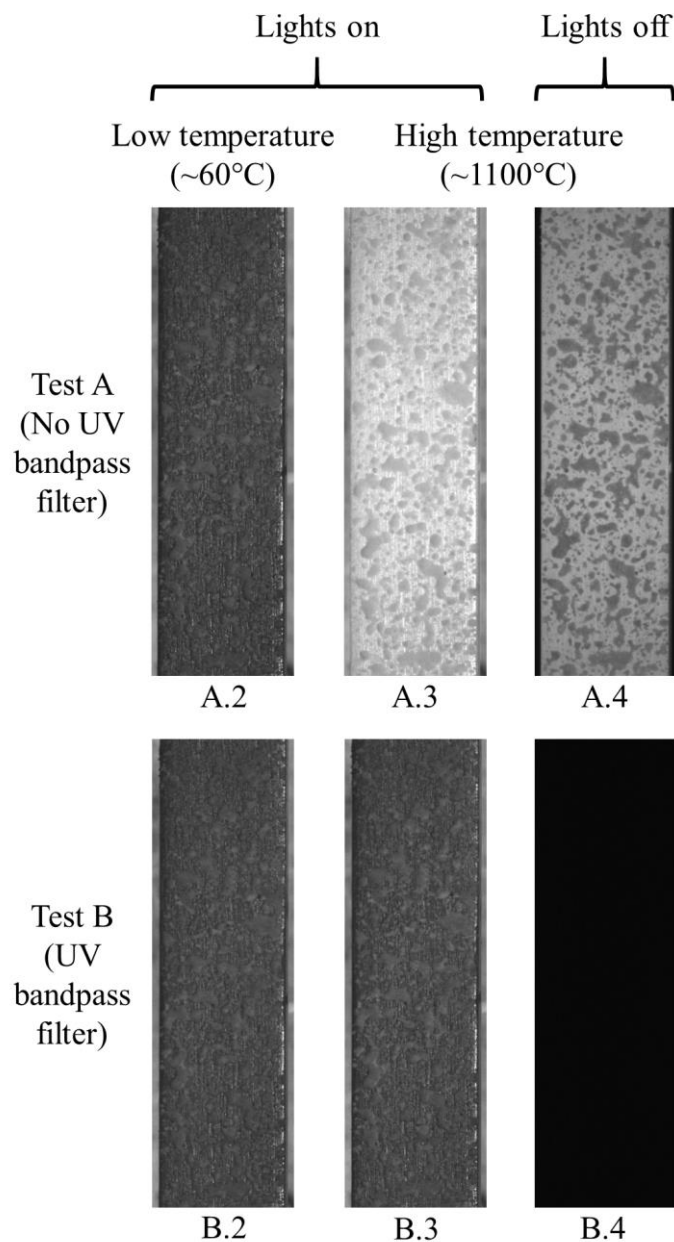 Lights on
Lights off
Low temperature
(~60°C)
High temperature
(~1100°C)
Test A
(No UV
bandpass
filter)
A.2
A.3
A.4
Test B
(UV
bandpass
filter)
B.2
B.3
B.4